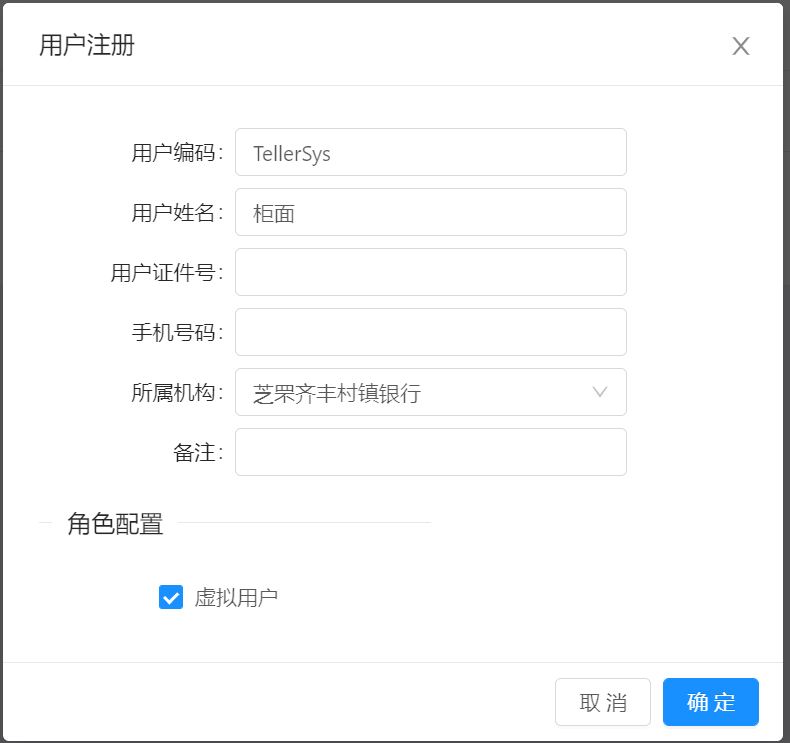 用户注册
用户编码: TellerSys
用户姓名: 柜面
用户证件号:
手机号码:
所属机构: 芝罘齐丰村镇银行
备注:
角色配置
虚拟用户
取 消 确 定